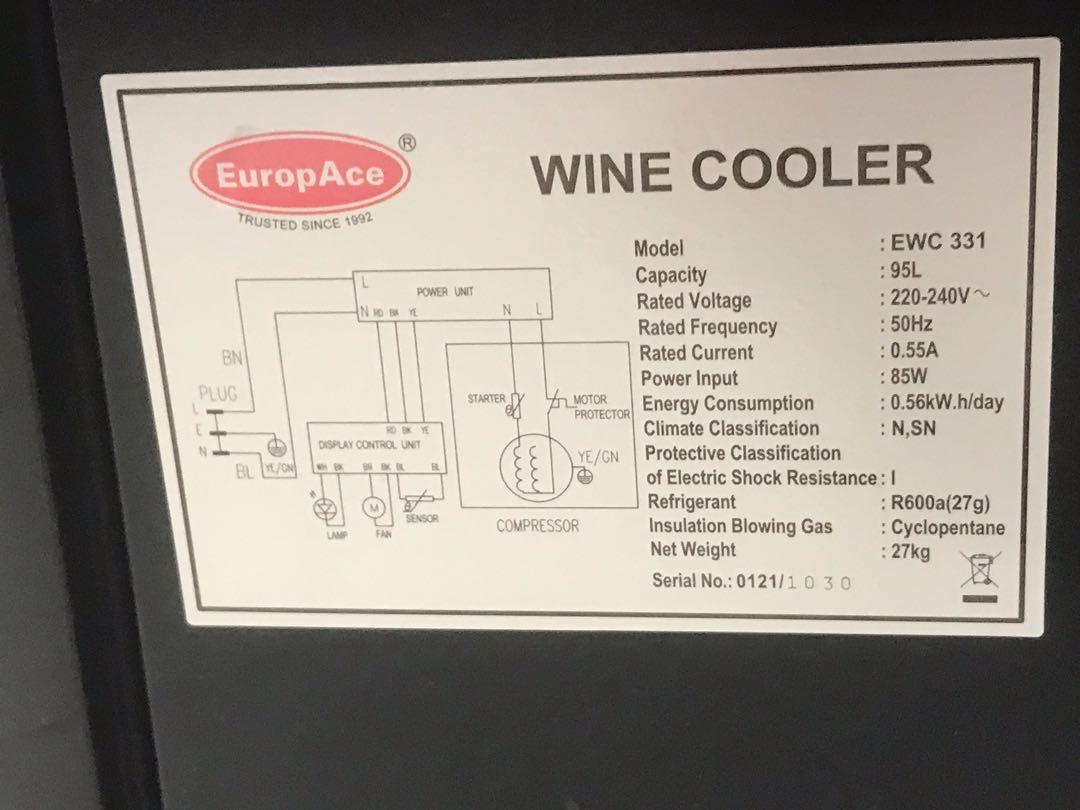 EuropAce ®
TRUSTED SINCE 1992
WINE COOLER
Model : EWC 331
Capacity : 95L
Rated Voltage : 220-240V～
Rated Frequency : 50Hz
Rated Current : 0.55A
Power Input : 85W
Energy Consumption : 0.56kW.h/day
Climate Classification : N,SN
Protective Classification
of Electric Shock Resistance : I
Refrigerant : R600a(27g)
Insulation Blowing Gas : Cyclopentane
Net Weight : 27kg
Serial No.: 0121/1030
L
POWER UNIT
N RD BK YE N L
BN
PLUG
L
E
N
BL YE/GN
RD BK YE
DISPLAY CONTROL UNIT
WH BK BR BK BL BL
LAMP
M
FAN
SENSOR
STARTER
θ
MOTOR
PROTECTOR
YE/GN
COMPRESSOR